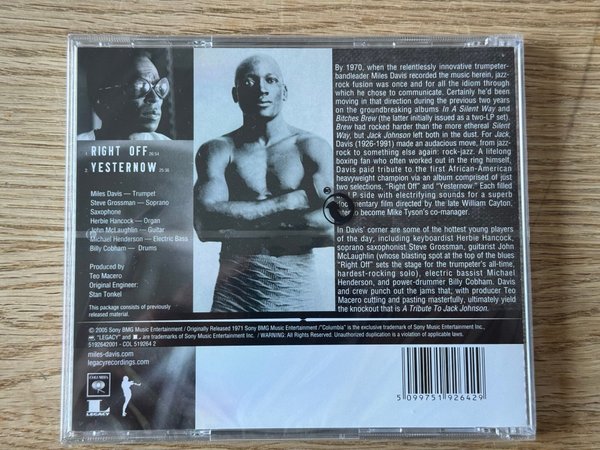 1. RIGHT OFF 26:54
2. YESTERNOW 25:36
Miles Davis — Trumpet
Steve Grossman — Soprano
Saxophone
Herbie Hancock — Organ
John McLaughlin — Guitar
Michael Henderson — Electric Bass
Billy Cobham — Drums
Produced by
Teo Macero
Original Engineer:
Stan Tonkel
This package consists of previously
released material.
By 1970, when the relentlessly innovative trumpeter-
bandleader Miles Davis recorded the music herein, jazz-
rock fusion was once and for all the idiom through
which he chose to communicate. Certainly he'd been
moving in that direction during the previous two years
on the groundbreaking albums In A Silent Way and
Bitches Brew (the latter initially issued as a two-LP set).
Brew had rocked harder than the more ethereal Silent
Way, but Jack Johnson left both in the dust. For Jack,
Davis (1926-1991) made an audacious move, from jazz-
rock to something else again: rock-jazz. A lifelong
boxing fan who often worked out in the ring himself,
Davis paid tribute to the first African-American
heavyweight champion via an album comprised of just
two selections, "Right Off" and "Yesternow." Each filled
LP side with electrifying sounds for a superb
documentary film directed by the late William Cayton,
to become Mike Tyson's co-manager.
In Davis' corner are some of the hottest young players
of the day, including keyboardist Herbie Hancock,
soprano saxophonist Steve Grossman, guitarist John
McLaughlin (whose blasting spot at the top of the blues
"Right Off" sets the stage for the trumpeter's all-time,
hardest-rocking solo), electric bassist Michael
Henderson, and power-drummer Billy Cobham. Davis
and crew punch out the jams that, with producer Teo
Macero cutting and pasting masterfully, ultimately yield
the knockout that is A Tribute To Jack Johnson.
© 2005 Sony BMG Music Entertainment / Originally Released 1971 Sony BMG Music Entertainment /"Columbia" is the exclusive trademark of Sony Music Entertainment Inc.,
"LEGACY" and L are trademarks of Sony Music Entertainment Inc. / WARNING: All Rights Reserved. Unauthorized duplication is a violation of applicable laws.
5192642001 - COL 519264 2
miles-davis.com
legacyrecordings.com
COLUMBIA
LEGACY
5 099751 926429